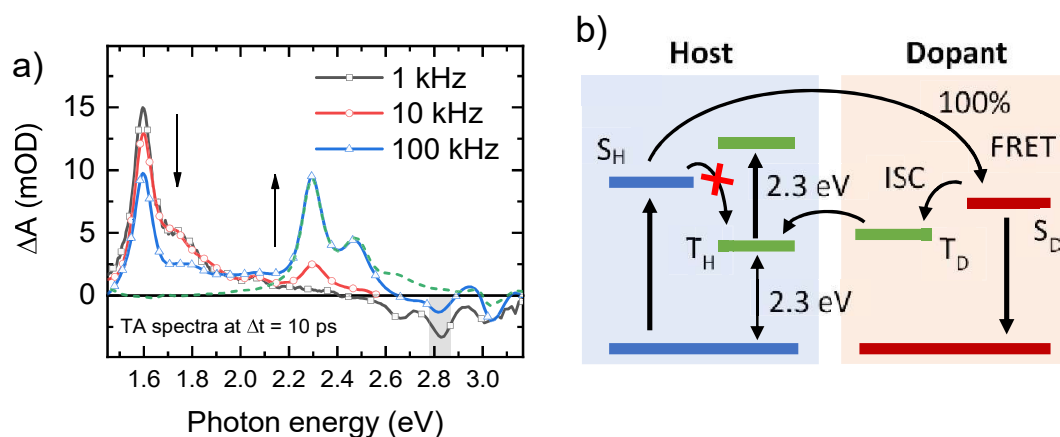 a)
ΔA (mOD)
15
10
5
0
1 kHz
10 kHz
100 kHz
TA spectra at Δt = 10 ps
1.6 1.8 2.0 2.2 2.4 2.6 2.8 3.0
Photon energy (eV)
b)
Host Dopant
100%
FRET
S_H
2.3 eV
ISC
T_H
T_D
S_D
2.3 eV